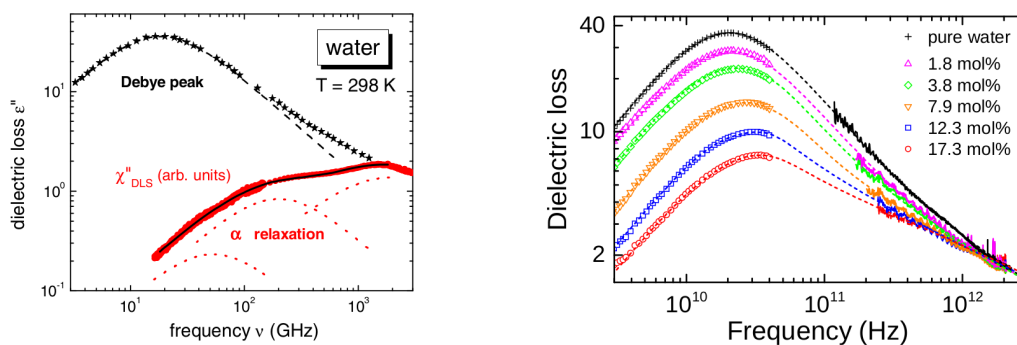 water
T = 298 K
Debye peak
χ"DLS (arb. units)
α relaxation
dielectric loss ε"
10¹
10⁰
10⁻¹
10¹
10²
10³
frequency ν (GHz)
pure water
1.8 mol%
3.8 mol%
7.9 mol%
12.3 mol%
17.3 mol%
Dielectric loss
40
10
2
10¹⁰
10¹¹
10¹²
Frequency (Hz)